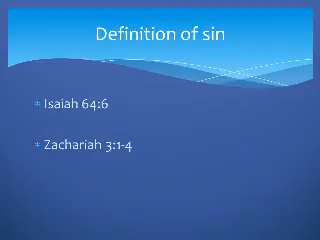 Definition of sin
Isaiah 64:6
Zachariah 3:1-4